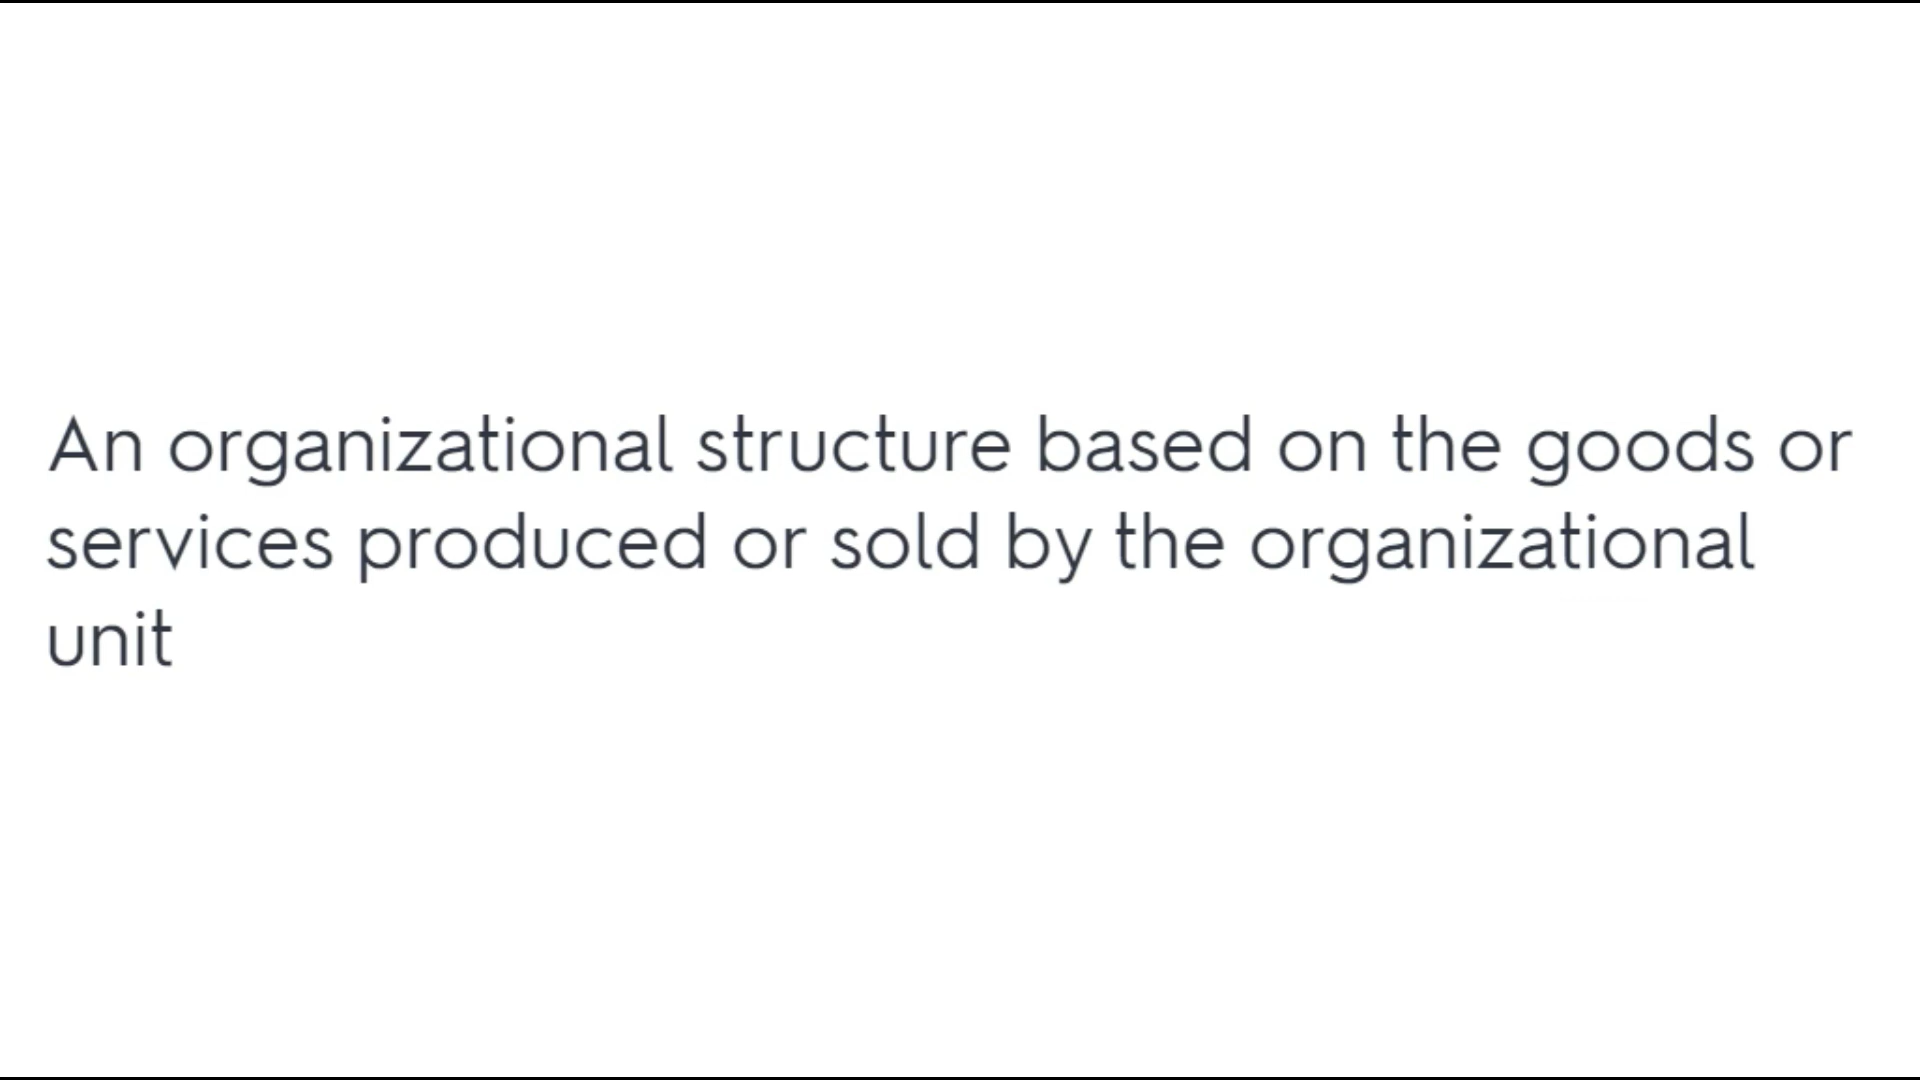 An organizational structure based on the goods or
services produced or sold by the organizational
unit